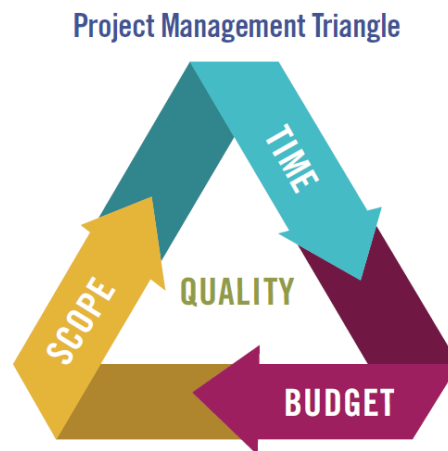 Project Management Triangle
TIME
QUALITY
SCOPE
BUDGET